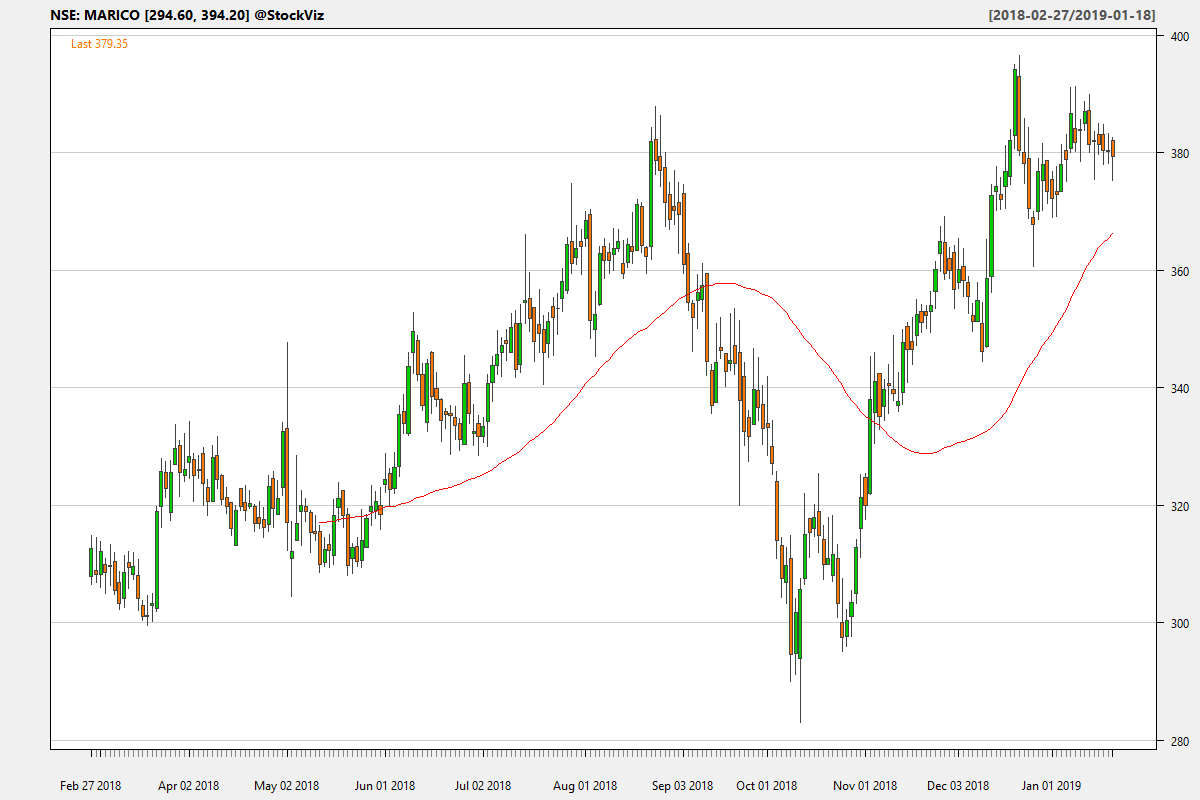 NSE: MARICO [294.60, 394.20] @StockViz [2018-02-27/2019-01-18]
Last 379.35
400
380
360
340
320
300
280
Feb 27 2018 Apr 02 2018 May 02 2018 Jun 01 2018 Jul 02 2018 Aug 01 2018 Sep 03 2018 Oct 01 2018 Nov 01 2018 Dec 03 2018 Jan 01 2019